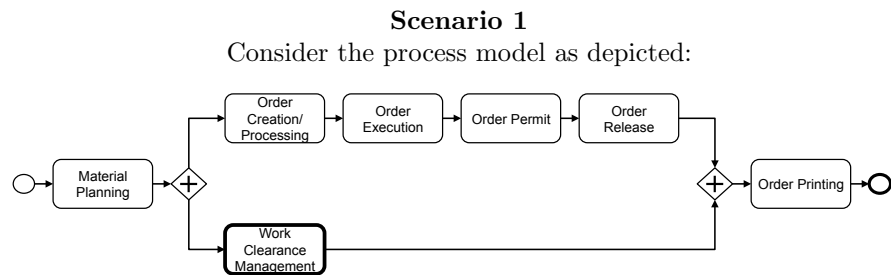 Scenario 1
Consider the process model as depicted:
Order
Creation/
Processing
Order
Execution
Order Permit
Order
Release
Material
Planning
Order Printing
Work
Clearance
Management